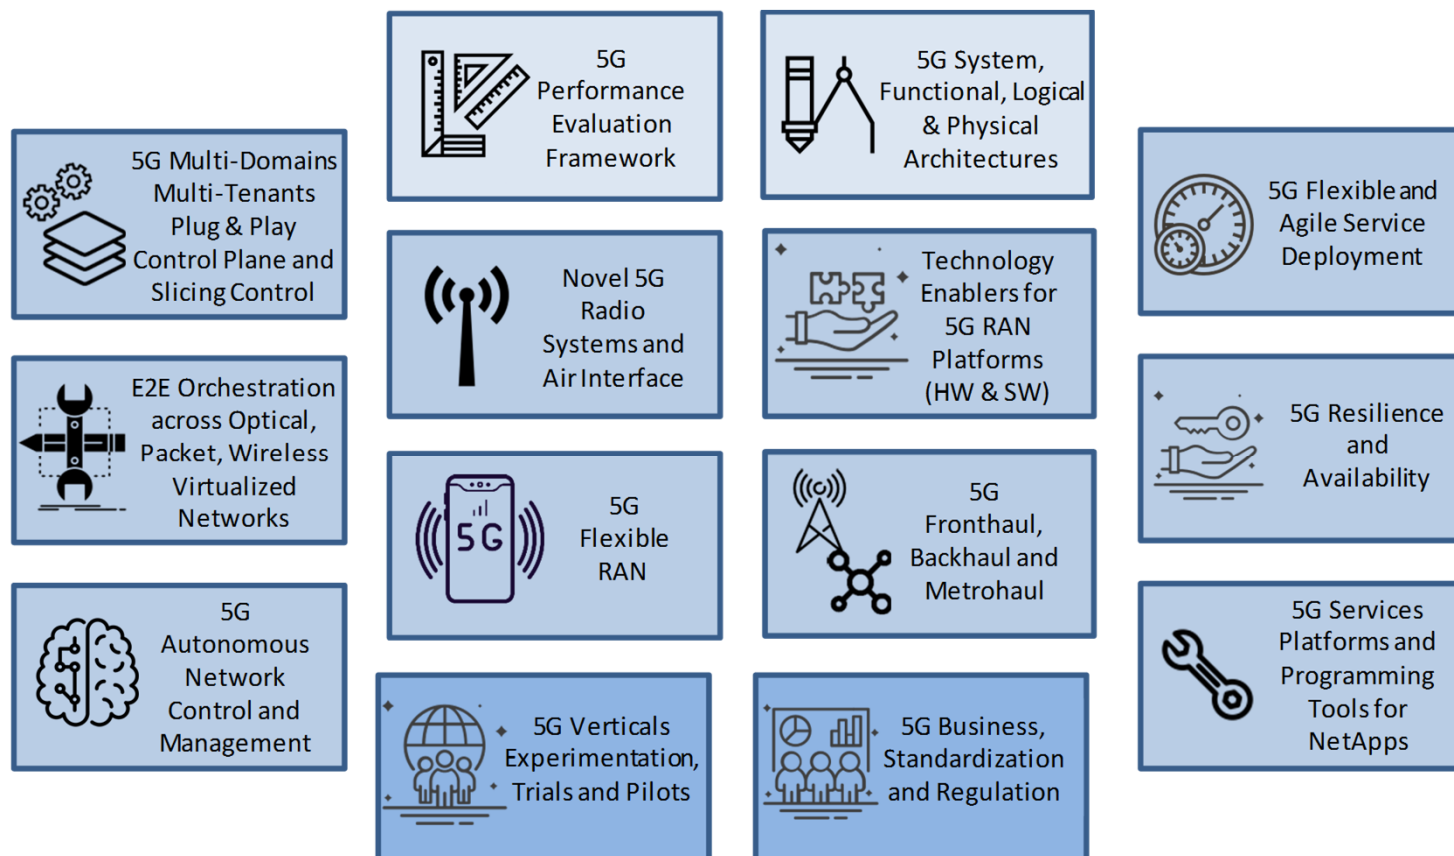 5G
Performance
Evaluation
Framework
5G System,
Functional, Logical
& Physical
Architectures
5G Multi-Domains
Multi-Tenants
Plug & Play
Control Plane and
Slicing Control
Novel 5G
Radio
Systems and
Air Interface
Technology
Enablers for
5G RAN
Platforms
(HW & SW)
5G Flexible and
Agile Service
Deployment
E2E Orchestration
across Optical,
Packet, Wireless
Virtualized
Networks
5G
5G
Flexible
RAN
5G
Fronthaul,
Backhaul and
Metrohaul
5G Resilience
and
Availability
5G
Autonomous
Network
Control and
Management
5G Verticals
Experimentation,
Trials and Pilots
5G Business,
Standardization
and Regulation
5G Services
Platforms and
Programming
Tools for
NetApps